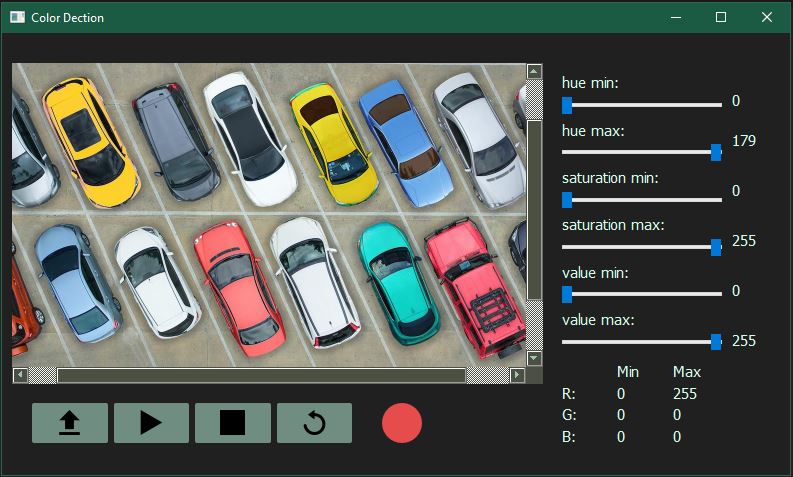 Color Dection
hue min:
0
hue max:
179
saturation min:
0
saturation max:
255
value min:
0
value max:
255
Min Max
R: 0 255
G: 0 0
B: 0 0